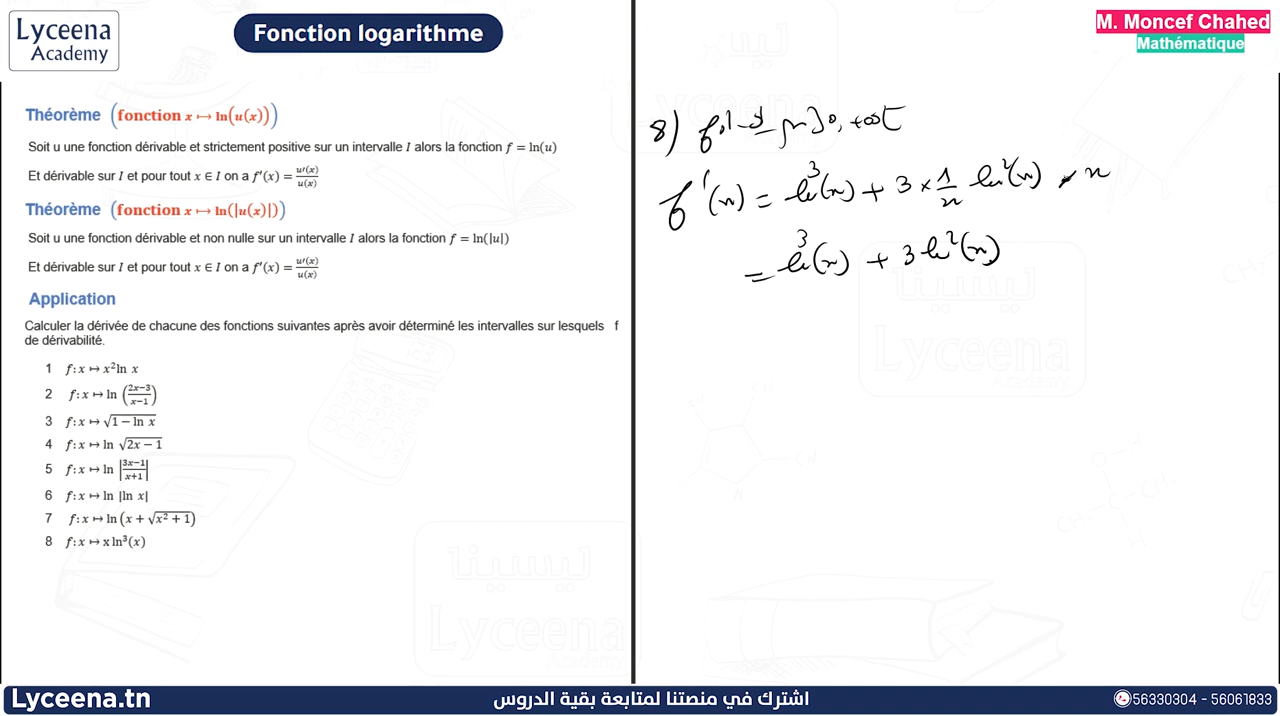 Lyceena
Academy
Fonction logarithme
M. Moncef Chahed
Mathématique
Théorème (fonction x ↦ ln(u(x)))
Soit u une fonction dérivable et strictement positive sur un intervalle I alors la fonction f = ln(u)
Et dérivable sur I et pour tout x ∈ I on a f′(x) = u′(x)/u(x)
Théorème (fonction x ↦ ln(|u(x)|))
Soit u une fonction dérivable et non nulle sur un intervalle I alors la fonction f = ln(|u|)
Et dérivable sur I et pour tout x ∈ I on a f′(x) = u′(x)/u(x)
Application
Calculer la dérivée de chacune des fonctions suivantes après avoir déterminé les intervalles sur lesquels f
de dérivabilité.
1 f: x ↦ x²ln x
2 f: x ↦ ln ((2x−3)/(x−1))
3 f: x ↦ √(1 − ln x)
4 f: x ↦ ln √(2x − 1)
5 f: x ↦ ln |(3x−1)/(x+1)|
6 f: x ↦ ln |ln x|
7 f: x ↦ ln (x + √(x² + 1))
8 f: x ↦ x ln³(x)
8) f ]0, +∞[
f'(x) = ln³(x) + 3 × 1/x ln²(x) × x
= ln³(x) + 3 ln²(x)
ليسينا
Lyceena
Academy
Lyceena.tn
اشترك في منصتنا لمتابعة بقية الدروس
56330304 - 56061833